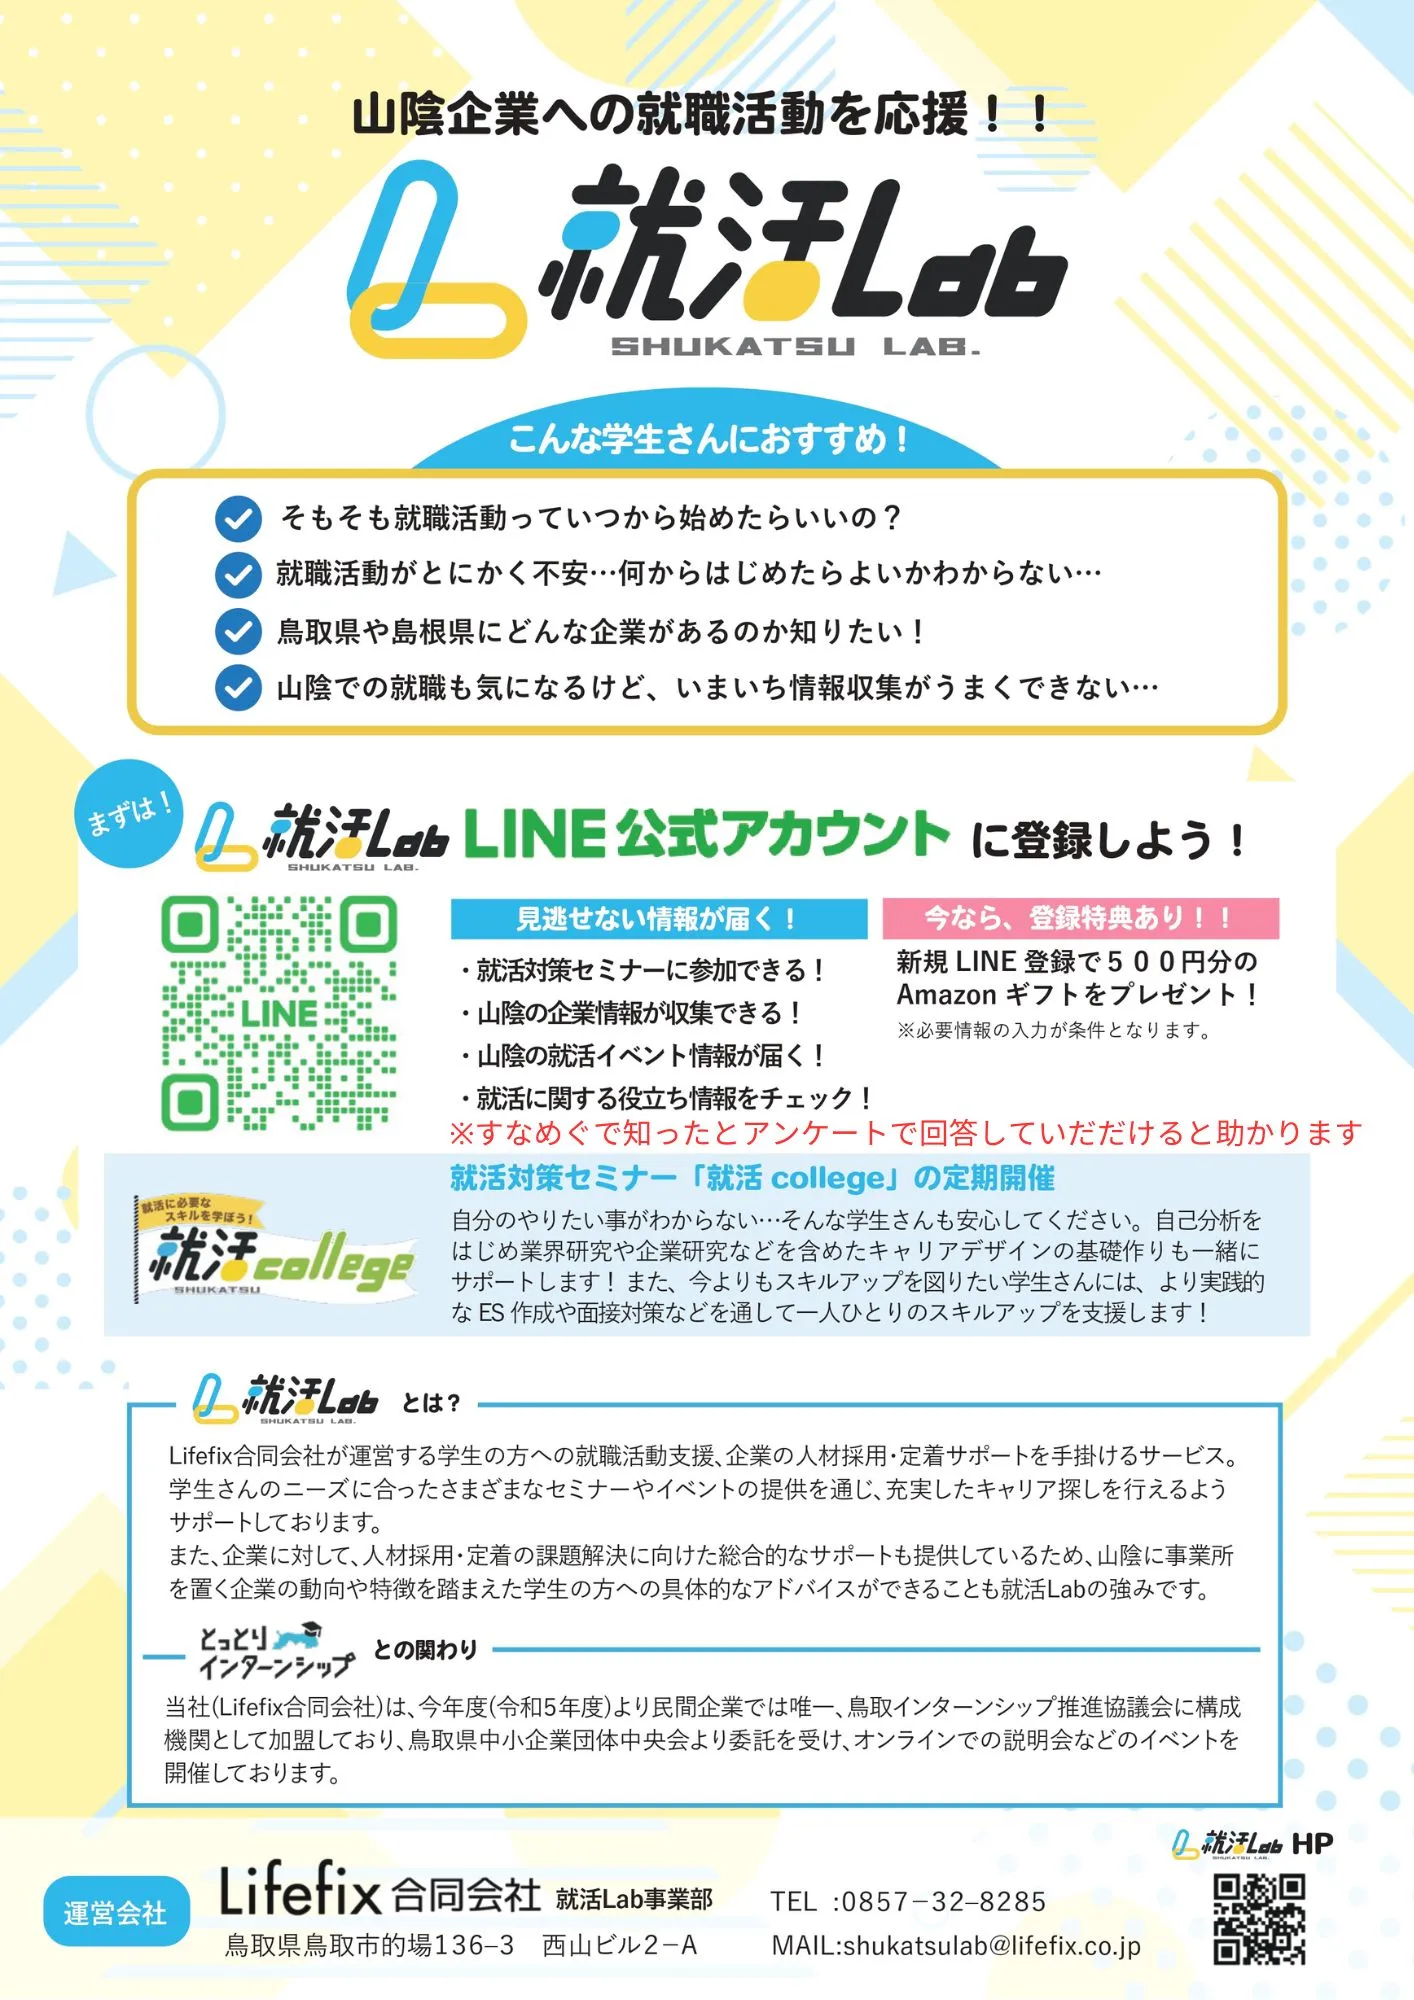 山陰企業への就職活動を応援！！
就活Lab
SHUKATSU LAB.
こんな学生さんにおすすめ！
そもそも就職活動っていつから始めたらいいの？
就職活動がとにかく不安…何からはじめたらよいかわからない…
鳥取県や島根県にどんな企業があるのか知りたい！
山陰での就職も気になるけど、いまいち情報収集がうまくできない…
まずは！
就活Lab LINE公式アカウント に登録しよう！
SHUKATSU LAB.
LINE
見逃せない情報が届く！
・就活対策セミナーに参加できる！
・山陰の企業情報が収集できる！
・山陰の就活イベント情報が届く！
・就活に関する役立ち情報をチェック！
今なら、登録特典あり！！
新規 LINE 登録で５００円分の
Amazon ギフトをプレゼント！
※必要情報の入力が条件となります。
※すなめぐで知ったとアンケートで回答していだだけると助かります
就活に必要な
スキルを学ぼう！
就活college
SHUKATSU
就活対策セミナー「就活 college」の定期開催
自分のやりたい事がわからない…そんな学生さんも安心してください。自己分析を
はじめ業界研究や企業研究などを含めたキャリアデザインの基礎作りも一緒に
サポートします！また、今よりもスキルアップを図りたい学生さんには、より実践的
な ES 作成や面接対策などを通して一人ひとりのスキルアップを支援します！
就活Lab とは？
SHUKATSU LAB.
Lifefix合同会社が運営する学生の方への就職活動支援、企業の人材採用・定着サポートを手掛けるサービス。
学生さんのニーズに合ったさまざまなセミナーやイベントの提供を通じ、充実したキャリア探しを行えるよう
サポートしております。
また、企業に対して、人材採用・定着の課題解決に向けた総合的なサポートも提供しているため、山陰に事業所
を置く企業の動向や特徴を踏まえた学生の方への具体的なアドバイスができることも就活Labの強みです。
とっとり
インターンシップ との関わり
当社(Lifefix合同会社)は、今年度(令和5年度)より民間企業では唯一、鳥取インターンシップ推進協議会に構成
機関として加盟しており、鳥取県中小企業団体中央会より委託を受け、オンラインでの説明会などのイベントを
開催しております。
就活Lab HP
SHUKATSU LAB.
運営会社
Lifefix 合同会社 就活Lab事業部
鳥取県鳥取市的場136–3 西山ビル2－A
TEL :0857－32–8285
MAIL:shukatsulab@lifefix.co.jp